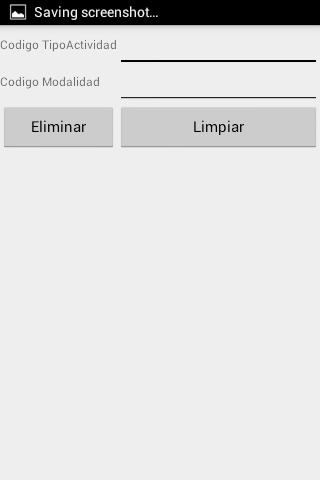 Saving screenshot...
Codigo TipoActividad
Codigo Modalidad
Eliminar
Limpiar